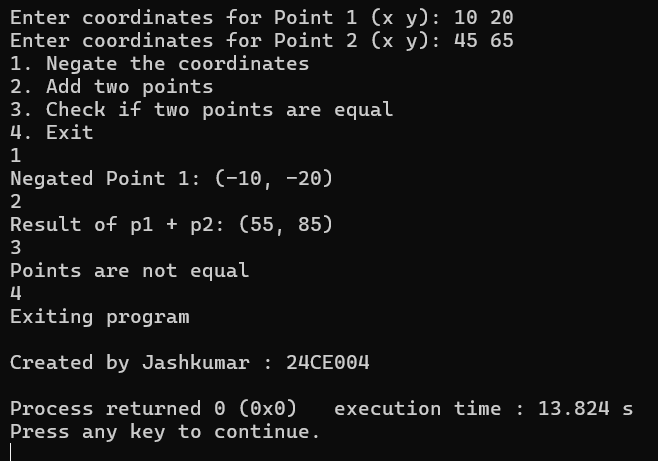 Enter coordinates for Point 1 (x y): 10 20
Enter coordinates for Point 2 (x y): 45 65
1. Negate the coordinates
2. Add two points
3. Check if two points are equal
4. Exit
1
Negated Point 1: (-10, -20)
2
Result of p1 + p2: (55, 85)
3
Points are not equal
4
Exiting program
Created by Jashkumar : 24CE004
Process returned 0 (0x0)   execution time : 13.824 s
Press any key to continue.